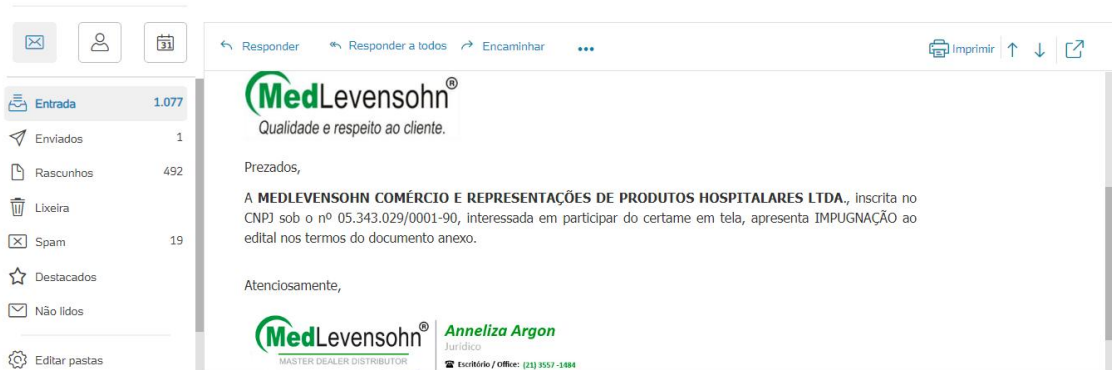 31
Responder
Responder a todos
Encaminhar
Imprimir
Entrada 1.077
Enviados 1
Rascunhos 492
Lixeira
Spam 19
Destacados
Não lidos
Editar pastas
MedLevensohn®
Qualidade e respeito ao cliente.
Prezados,
A MEDLEVENSOHN COMÉRCIO E REPRESENTAÇÕES DE PRODUTOS HOSPITALARES LTDA., inscrita no
CNPJ sob o nº 05.343.029/0001-90, interessada em participar do certame em tela, apresenta IMPUGNAÇÃO ao
edital nos termos do documento anexo.
Atenciosamente,
MedLevensohn®
MASTER DEALER DISTRIBUTOR
Anneliza Argon
Jurídico
Escritório / Office: (21) 3557 -1484